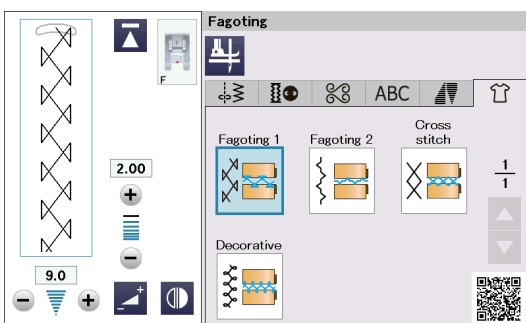 Fagoting
F
ABC
Fagoting 1
Fagoting 2
Cross
stitch
1
1
2.00
Decorative
9.0